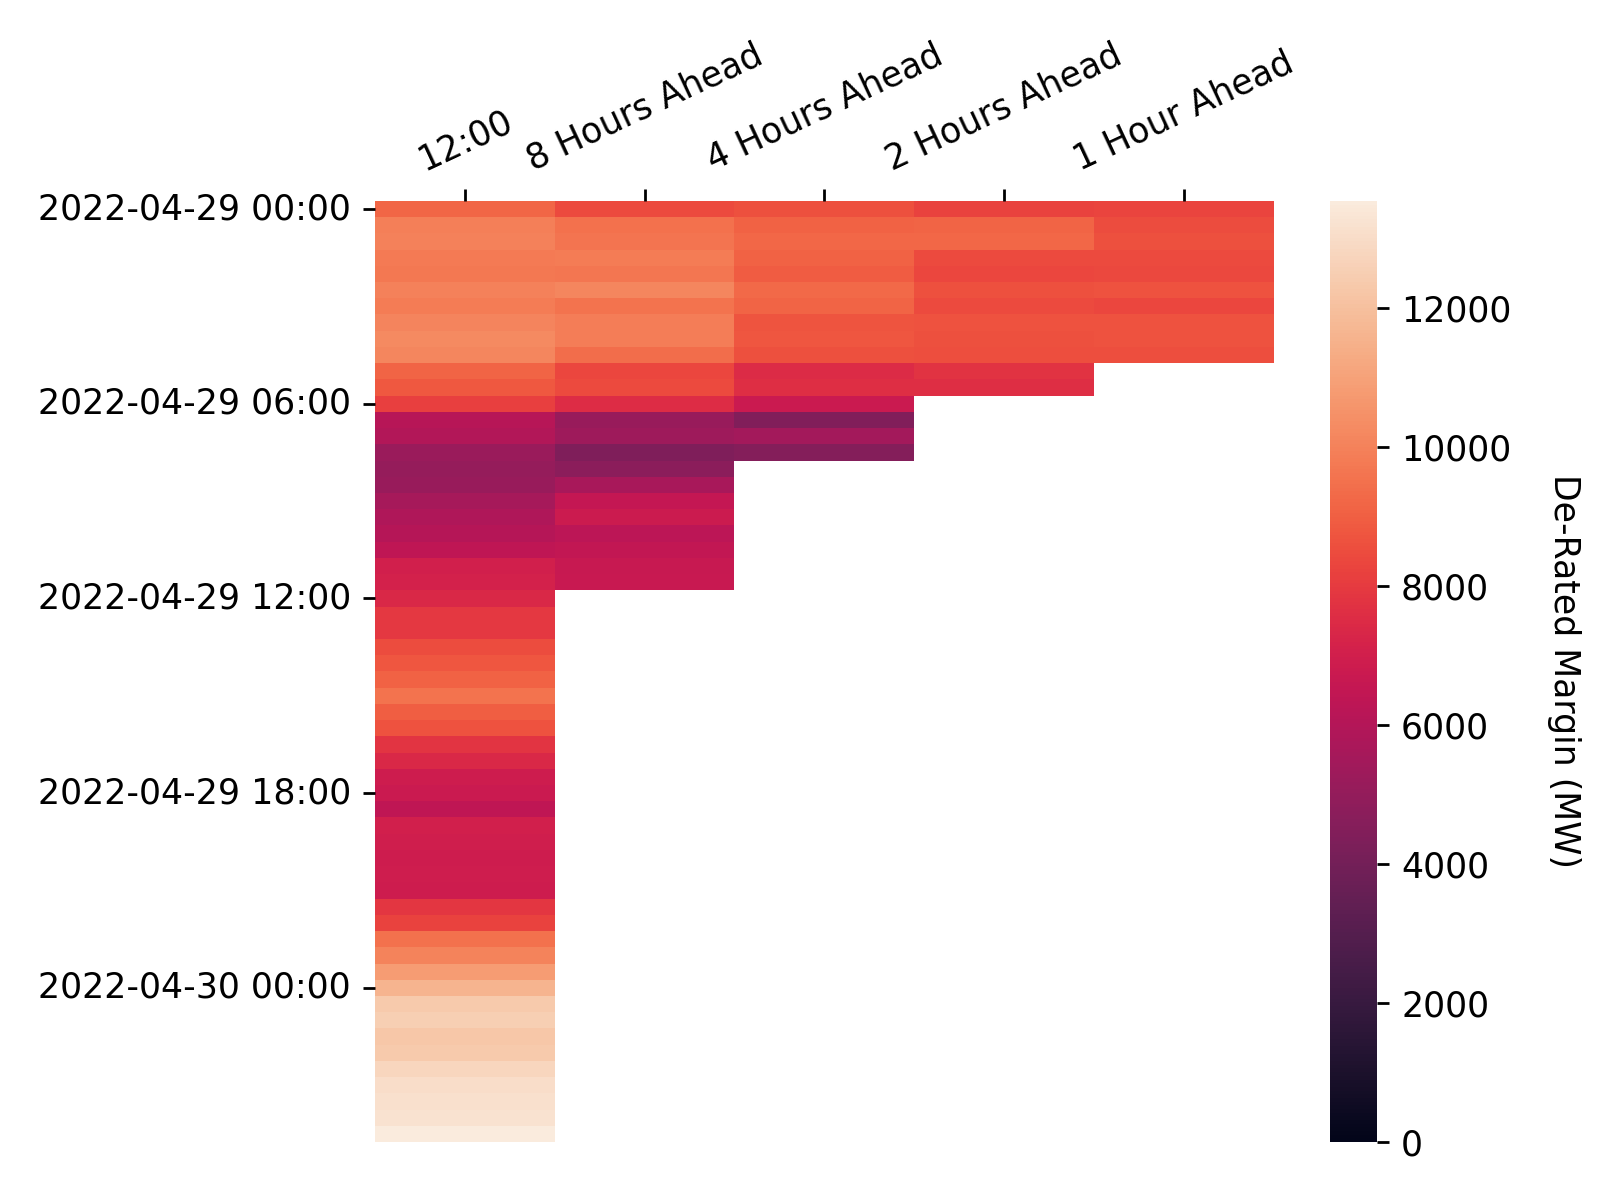 12:00
8 Hours Ahead
4 Hours Ahead
2 Hours Ahead
1 Hour Ahead
2022-04-29 00:00
2022-04-29 06:00
2022-04-29 12:00
2022-04-29 18:00
2022-04-30 00:00
12000
10000
8000
6000
4000
2000
0
De-Rated Margin (MW)